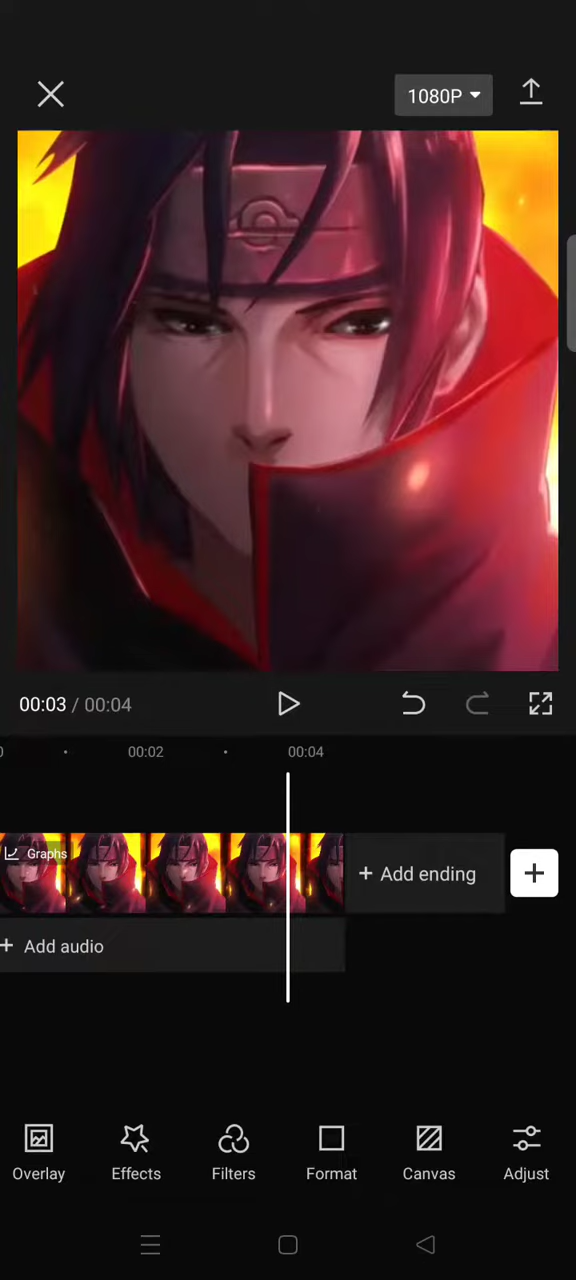 1080P
00:03 / 00:04
00:02
00:04
Graphs
+ Add ending
+ Add audio
Overlay
Effects
Filters
Format
Canvas
Adjust